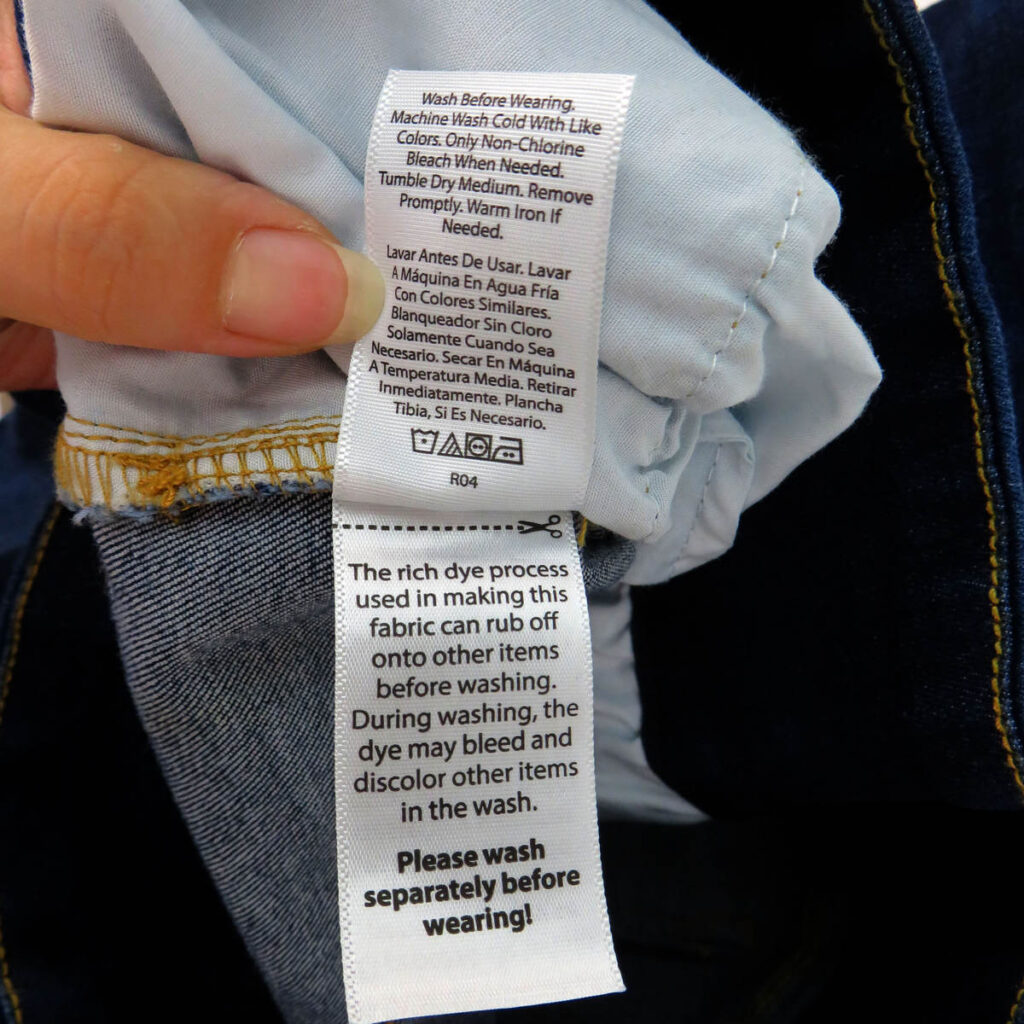 Wash Before Wearing.
Machine Wash Cold With Like
Colors. Only Non-Chlorine
Bleach When Needed.
Tumble Dry Medium. Remove
Promptly. Warm Iron If
Needed.
Lavar Antes De Usar. Lavar
A Máquina En Agua Fría
Con Colores Similares.
Blanqueador Sin Cloro
Solamente Cuando Sea
Necesario. Secar En Máquina
A Temperatura Media. Retirar
Inmediatamente. Plancha
Tibia, Si Es Necesario.
R04
The rich dye process
used in making this
fabric can rub off
onto other items
before washing.
During washing, the
dye may bleed and
discolor other items
in the wash.
Please wash
separately before
wearing!